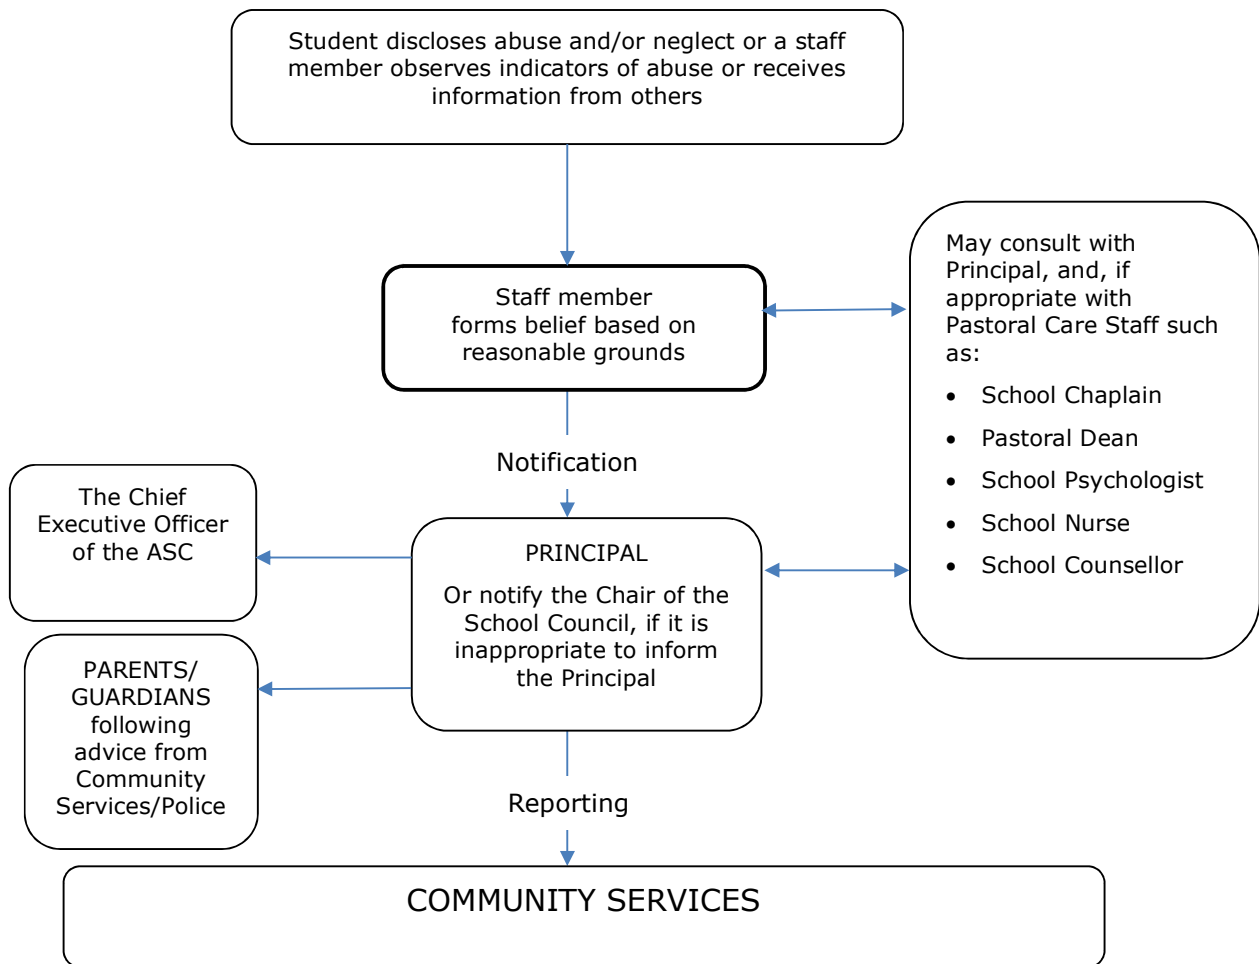 Student discloses abuse and/or neglect or a staff
member observes indicators of abuse or receives
information from others
Staff member
forms belief based on
reasonable grounds
May consult with
Principal, and, if
appropriate with
Pastoral Care Staff such
as:
• School Chaplain
• Pastoral Dean
• School Psychologist
• School Nurse
• School Counsellor
Notification
The Chief
Executive Officer
of the ASC
PRINCIPAL
Or notify the Chair of the
School Council, if it is
inappropriate to inform
the Principal
PARENTS/
GUARDIANS
following
advice from
Community
Services/Police
Reporting
COMMUNITY SERVICES